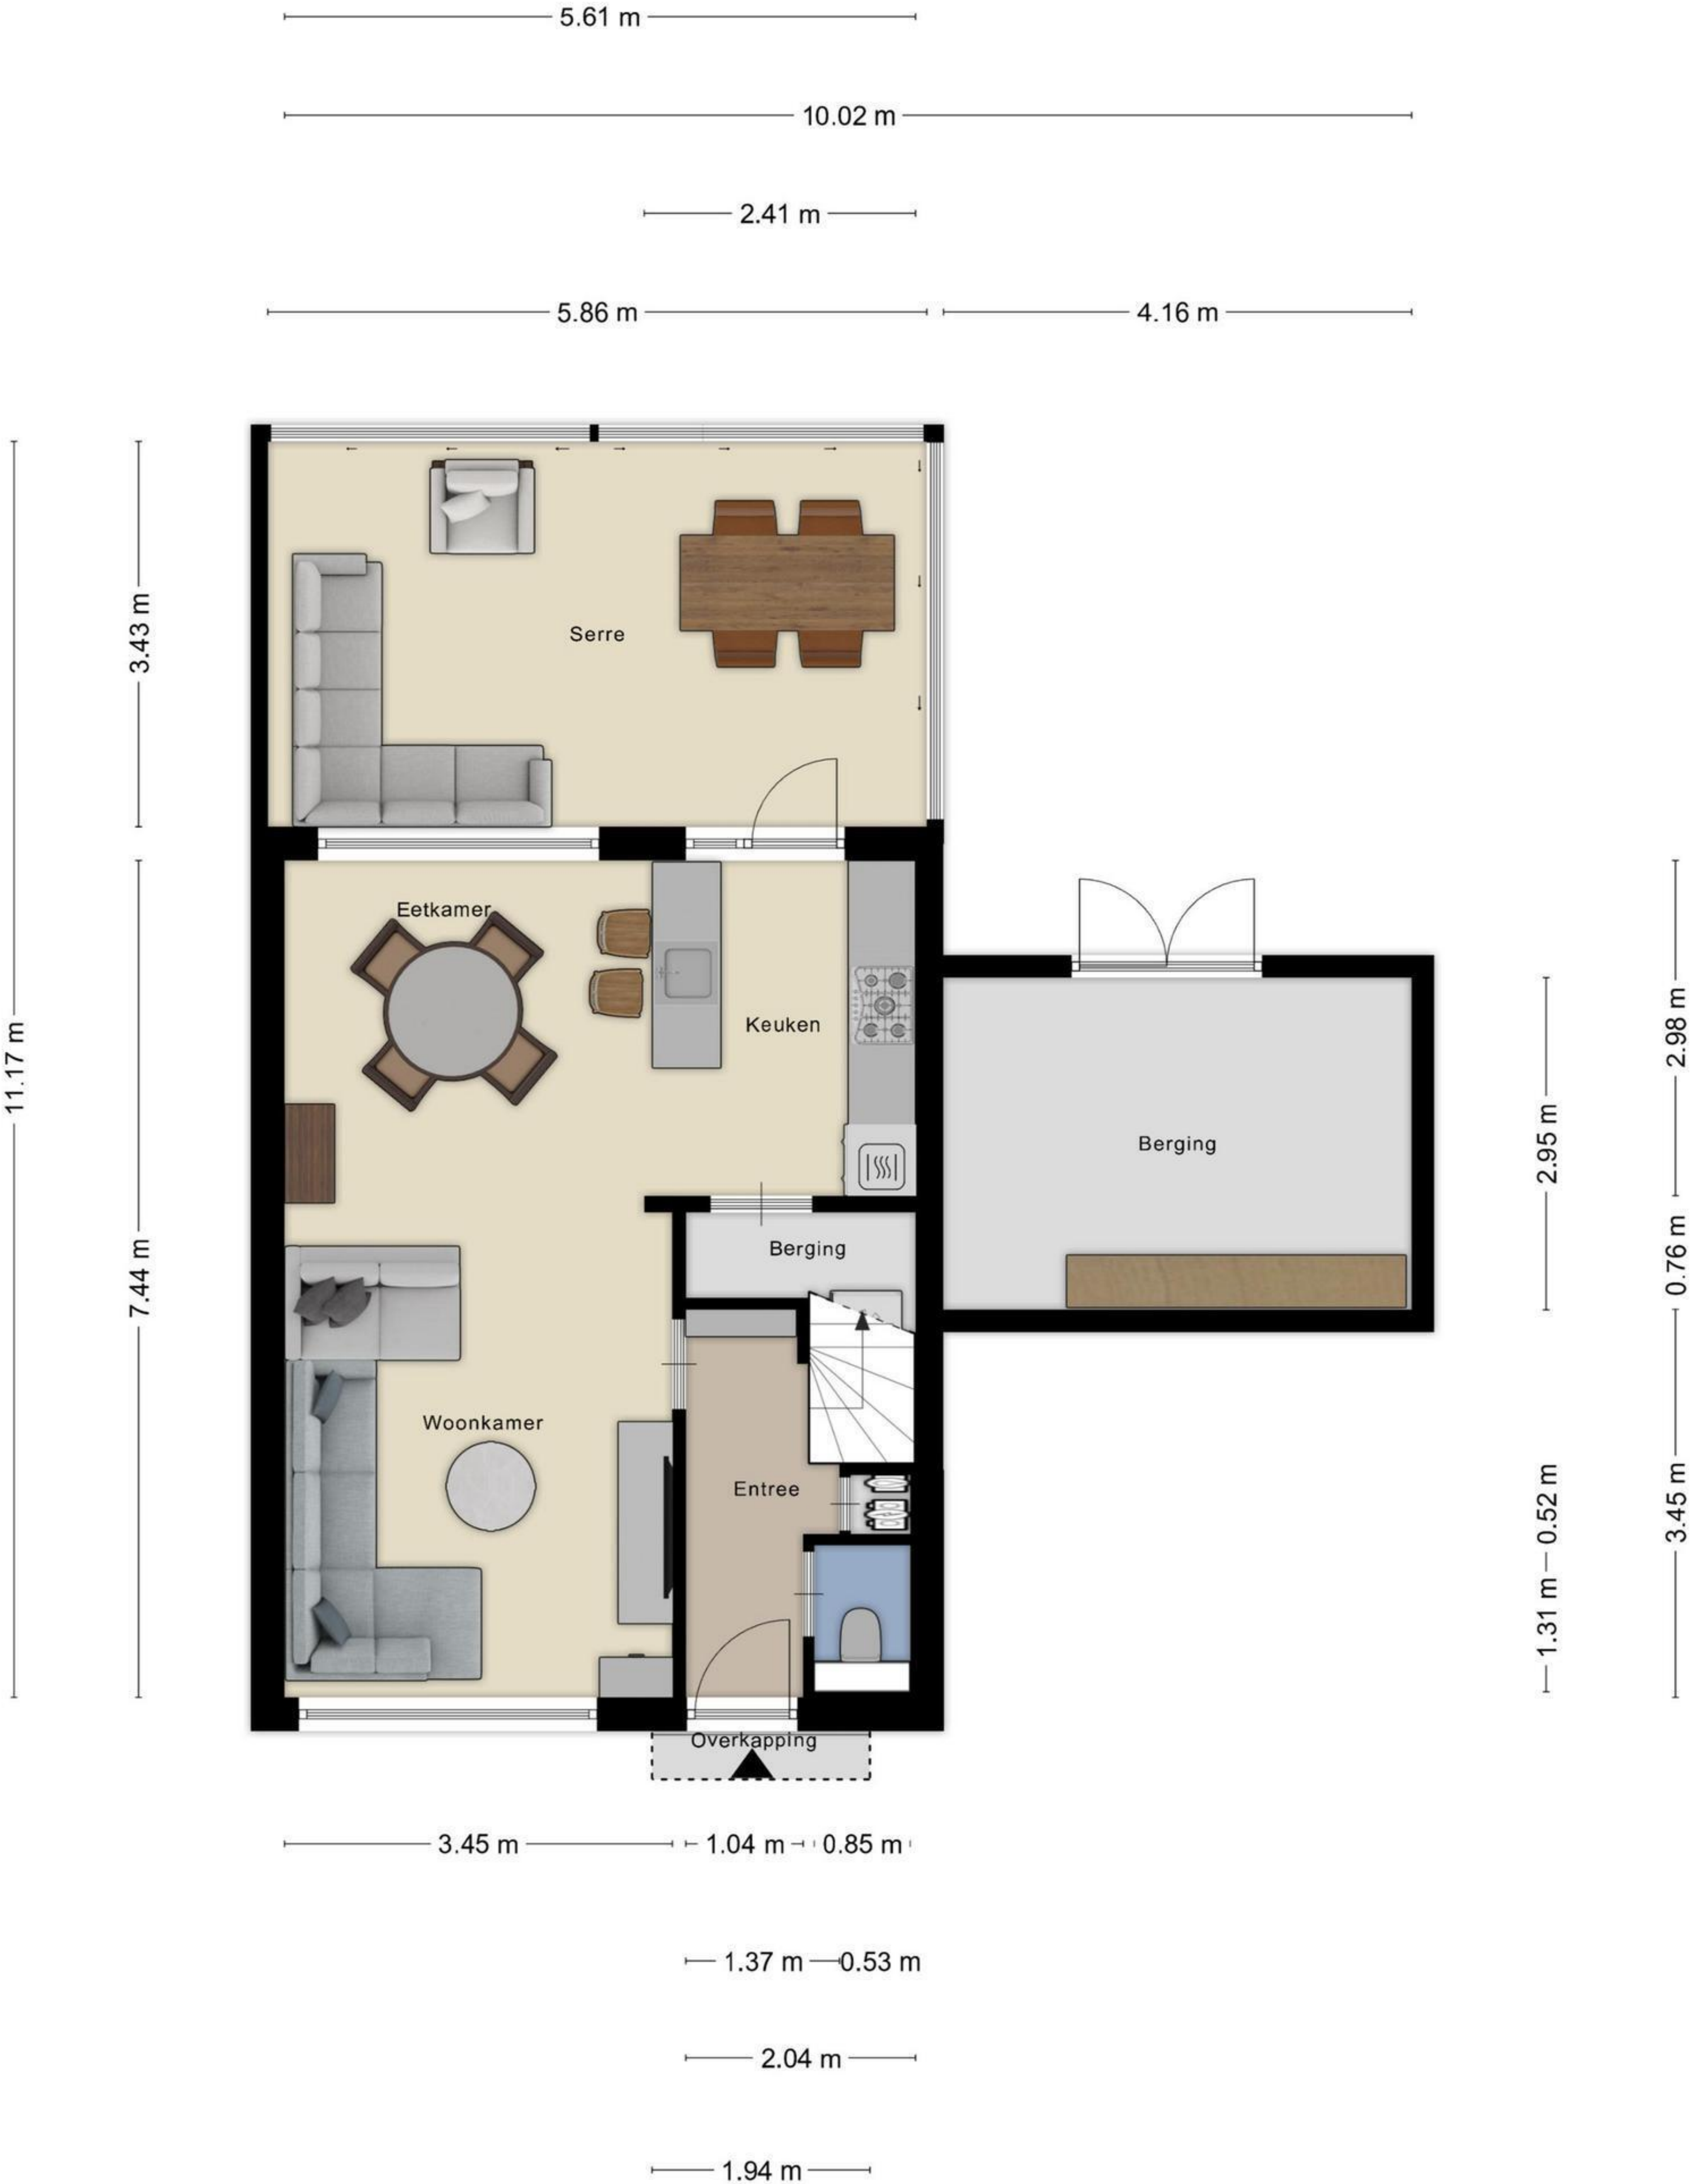 5.61 m
10.02 m
2.41 m
5.86 m
4.16 m
3.43 m
Serre
11.17 m
7.44 m
Eetkamer
Keuken
Berging
Berging
Woonkamer
Entree
Overkapping
2.95 m
2.98 m
0.76 m
3.45 m
0.52 m
1.31 m
3.45 m
1.04 m
0.85 m
1.37 m
0.53 m
2.04 m
1.94 m